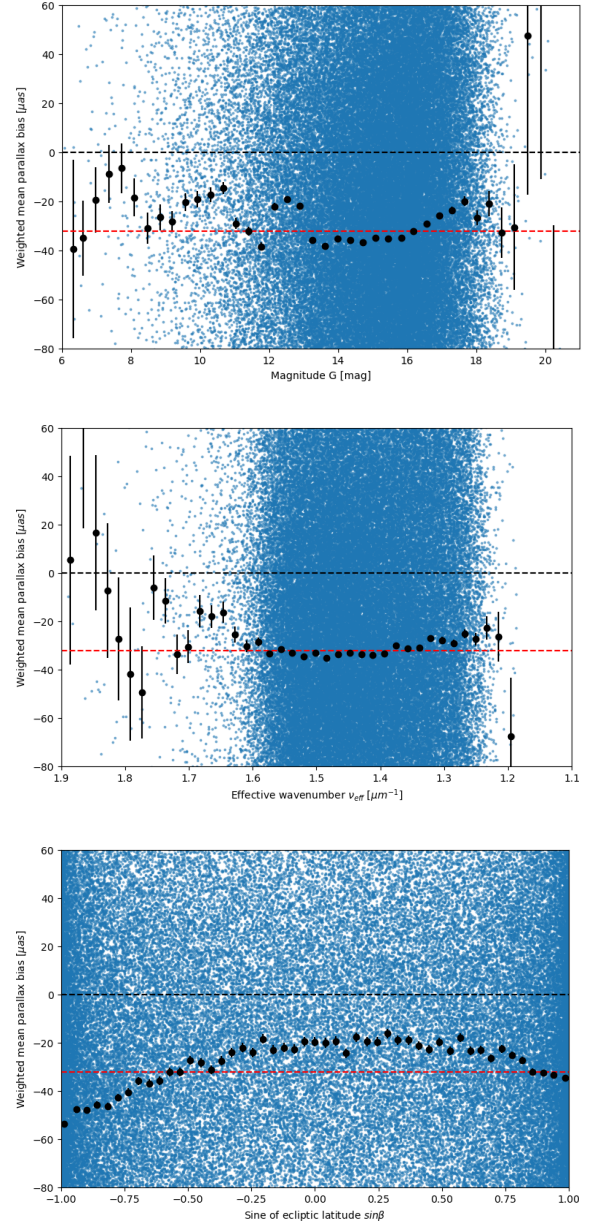 60
40
20
0
−20
−40
−60
−80
Weighted mean parallax bias [μas]
6 8 10 12 14 16 18 20
Magnitude G [mag]
60
40
20
0
−20
−40
−60
−80
Weighted mean parallax bias [μas]
1.9 1.8 1.7 1.6 1.5 1.4 1.3 1.2 1.1
Effective wavenumber ν_eff [μm⁻¹]
60
40
20
0
−20
−40
−60
−80
Weighted mean parallax bias [μas]
−1.00 −0.75 −0.50 −0.25 0.00 0.25 0.50 0.75 1.00
Sine of ecliptic latitude sinβ